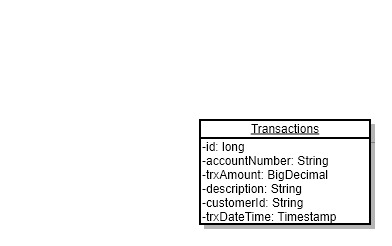 Transactions
-id: long
-accountNumber: String
-trxAmount: BigDecimal
-description: String
-customerId: String
-trxDateTime: Timestamp